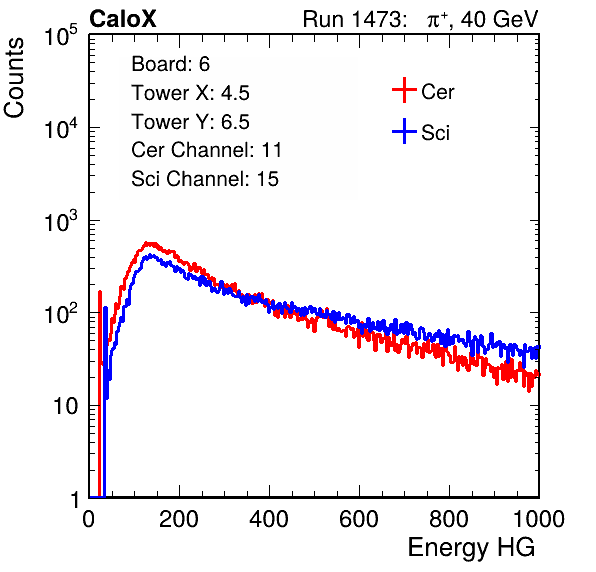 CaloX Run 1473: π⁺, 40 GeV
Counts
10⁵
10⁴
10³
10²
10
1
Board: 6
Tower X: 4.5
Tower Y: 6.5
Cer Channel: 11
Sci Channel: 15
Cer
Sci
0 200 400 600 800 1000
Energy HG